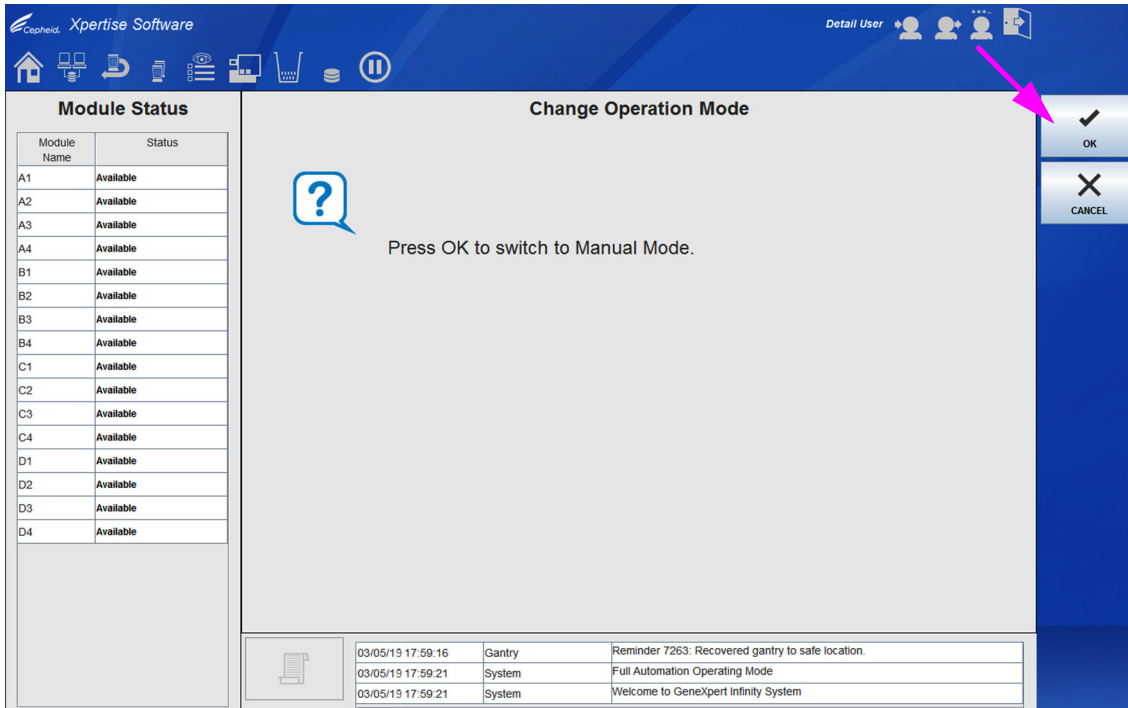 Cepheid. Xpertise Software
Detail User
Module Status
Module Name
Status
A1 Available
A2 Available
A3 Available
A4 Available
B1 Available
B2 Available
B3 Available
B4 Available
C1 Available
C2 Available
C3 Available
C4 Available
D1 Available
D2 Available
D3 Available
D4 Available
Change Operation Mode
?
Press OK to switch to Manual Mode.
OK
CANCEL
03/05/19 17:59:16 Gantry Reminder 7263: Recovered gantry to safe location.
03/05/19 17:59:21 System Full Automation Operating Mode
03/05/19 17:59:21 System Welcome to GeneXpert Infinity System